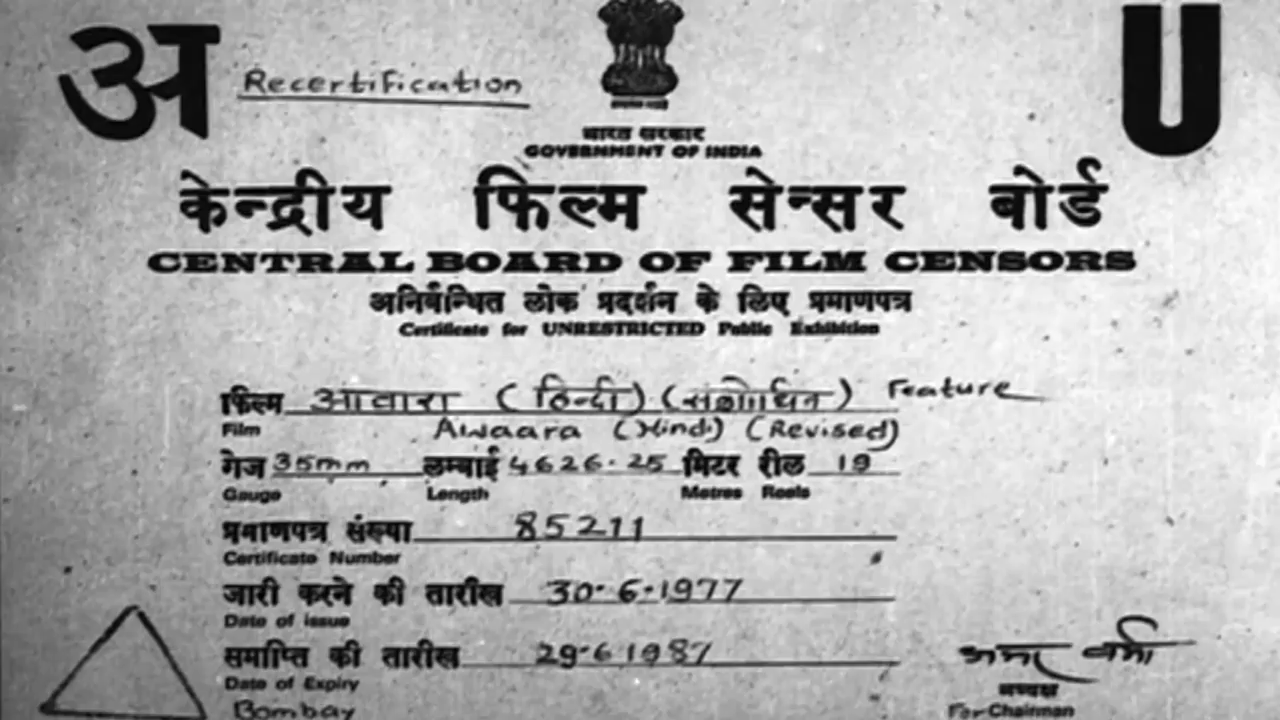 अ Recertification U
भारत सरकार
GOVERNMENT OF INDIA
केन्द्रीय फिल्म सेन्सर बोर्ड
CENTRAL BOARD OF FILM CENSORS
अनिर्बन्धित लोक प्रदर्शन के लिए प्रमाणपत्र
Certificate for UNRESTRICTED Public Exhibition
फिल्म आवारा (हिन्दी) (संशोधित) Feature
Film Awaara (Hindi) (Revised)
गेज 35mm लम्बाई 4626.25 मिटर रील 19
Gauge Length Metres Reels
प्रमाणपत्र संख्या 85211
Certificate Number
जारी करने की तारीख 30-6-1977
Date of issue
समाप्ति की तारीख 29-6 1987
Date of Expiry
अध्यक्ष
Bombay For Chairman